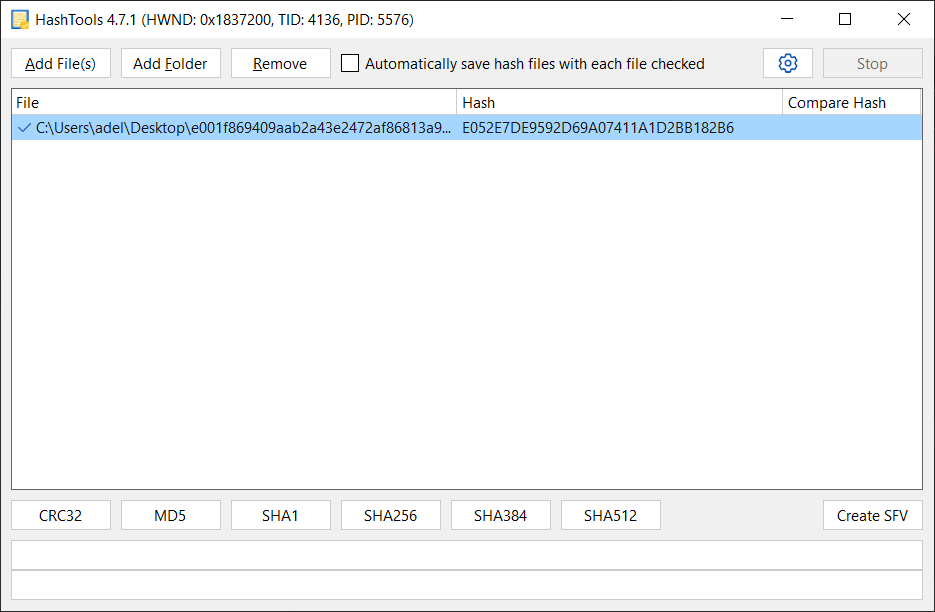 HashTools 4.7.1 (HWND: 0x1837200, TID: 4136, PID: 5576)
Add File(s) Add Folder Remove Automatically save hash files with each file checked Stop
File Hash Compare Hash
C:\Users\adel\Desktop\e001f869409aab2a43e2472af86813a9... E052E7DE9592D69A07411A1D2BB182B6
CRC32 MD5 SHA1 SHA256 SHA384 SHA512 Create SFV